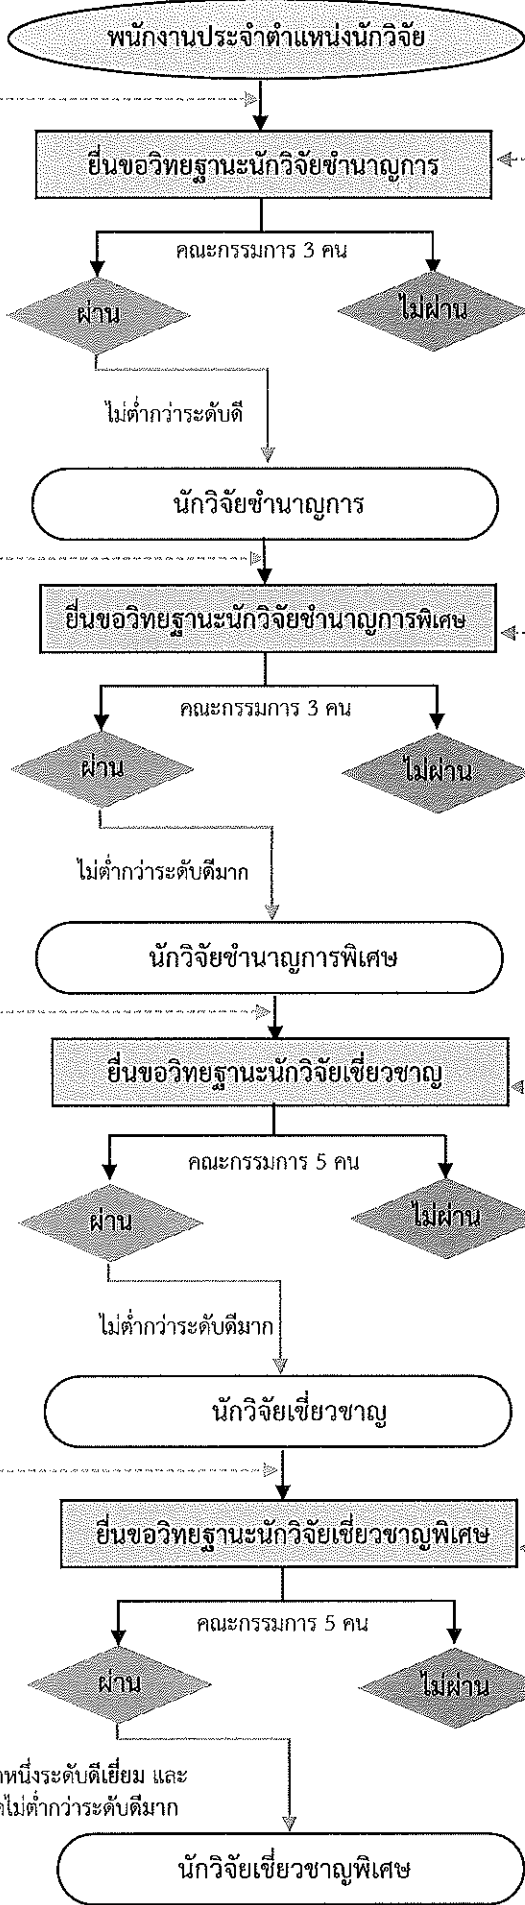 พนักงานประจำตำแหน่งนักวิจัย
ยื่นขอวิทยฐานะนักวิจัยชำนาญการ
คณะกรรมการ 3 คน
ผ่าน
ไม่ผ่าน
ไม่ต่ำกว่าระดับดี
นักวิจัยชำนาญการ
ยื่นขอวิทยฐานะนักวิจัยชำนาญการพิเศษ
คณะกรรมการ 3 คน
ผ่าน
ไม่ผ่าน
ไม่ต่ำกว่าระดับดีมาก
นักวิจัยชำนาญการพิเศษ
ยื่นขอวิทยฐานะนักวิจัยเชี่ยวชาญ
คณะกรรมการ 5 คน
ผ่าน
ไม่ผ่าน
ไม่ต่ำกว่าระดับดีมาก
นักวิจัยเชี่ยวชาญ
ยื่นขอวิทยฐานะนักวิจัยเชี่ยวชาญพิเศษ
คณะกรรมการ 5 คน
ผ่าน
ไม่ผ่าน
หนึ่งระดับดีเยี่ยม และ
ไม่ต่ำกว่าระดับดีมาก
นักวิจัยเชี่ยวชาญพิเศษ